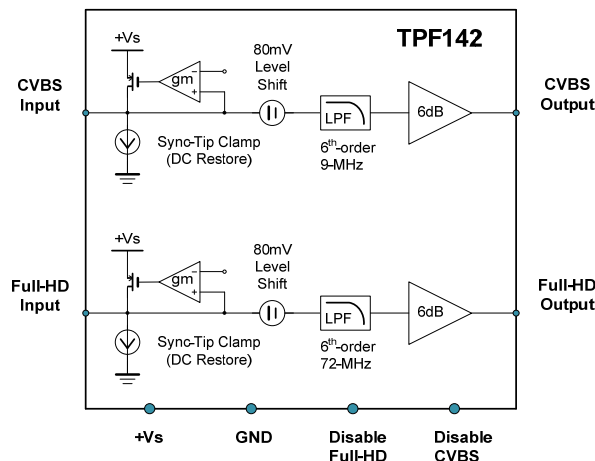 TPF142
+Vs
80mV
Level
Shift
CVBS
Input
gm
−
+
LPF
6dB
CVBS
Output
Sync-Tip Clamp
(DC Restore)
6th-order
9-MHz
+Vs
80mV
Level
Shift
Full-HD
Input
gm
−
+
LPF
6dB
Full-HD
Output
Sync-Tip Clamp
(DC Restore)
6th-order
72-MHz
+Vs
GND
Disable
Full-HD
Disable
CVBS